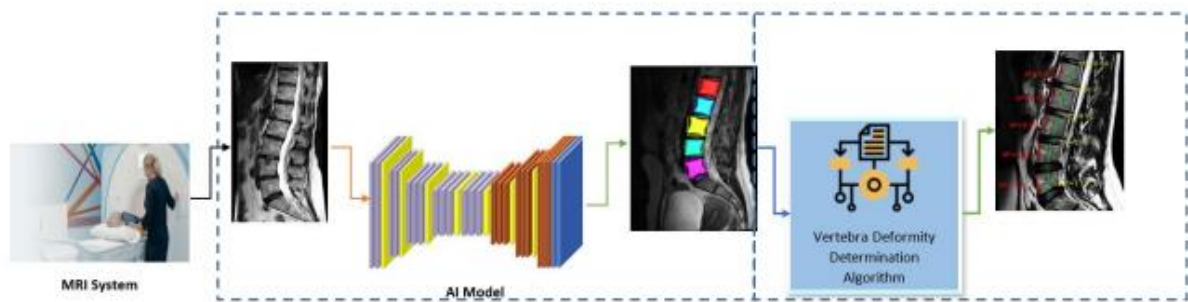 MRI System
AI Model
Vertebra Deformity
Determination
Algorithm